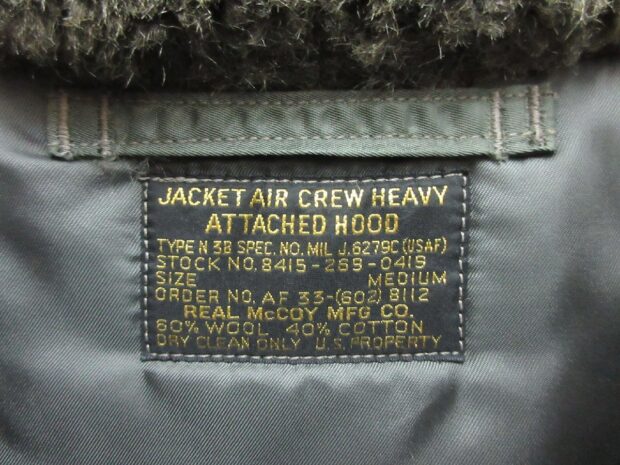 JACKET AIR CREW HEAVY
ATTACHED HOOD
TYPE N 3B SPEC. NO. MIL J.6279C (USAF)
STOCK NO. 8415-269-0419
SIZE MEDIUM
ORDER NO. AF 33-(602) 8112
REAL McCOY MFG CO.
60% WOOL 40% COTTON
DRY CLEAN ONLY U.S. PROPERTY